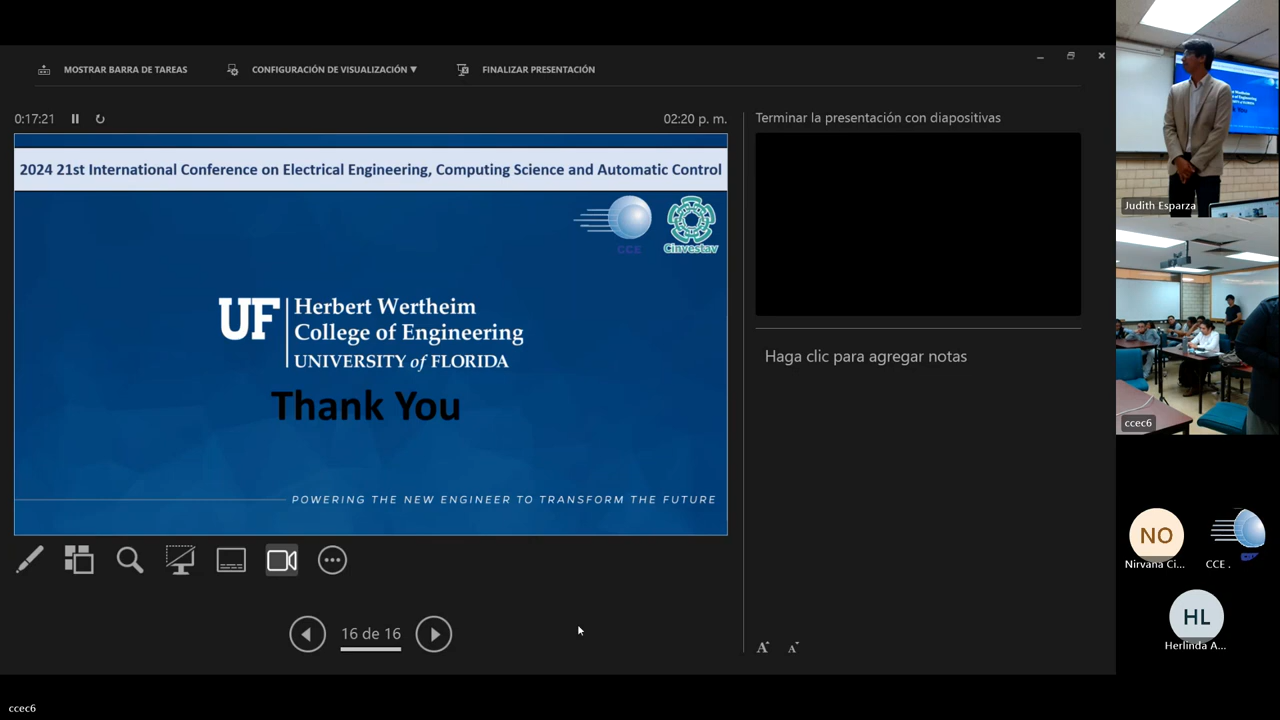 MOSTRAR BARRA DE TAREAS
CONFIGURACIÓN DE VISUALIZACIÓN ▼
FINALIZAR PRESENTACIÓN
0:17:21
02:20 p. m.
2024 21st International Conference on Electrical Engineering, Computing Science and Automatic Control
CCE
Cinvestav
UF
Herbert Wertheim
College of Engineering
UNIVERSITY of FLORIDA
Thank You
POWERING THE NEW ENGINEER TO TRANSFORM THE FUTURE
16 de 16
Terminar la presentación con diapositivas
Haga clic para agregar notas
A A
Judith Esparza
ccec6
NO
Nirvana Ci...
CCE .
HL
Herlinda A...
ccec6